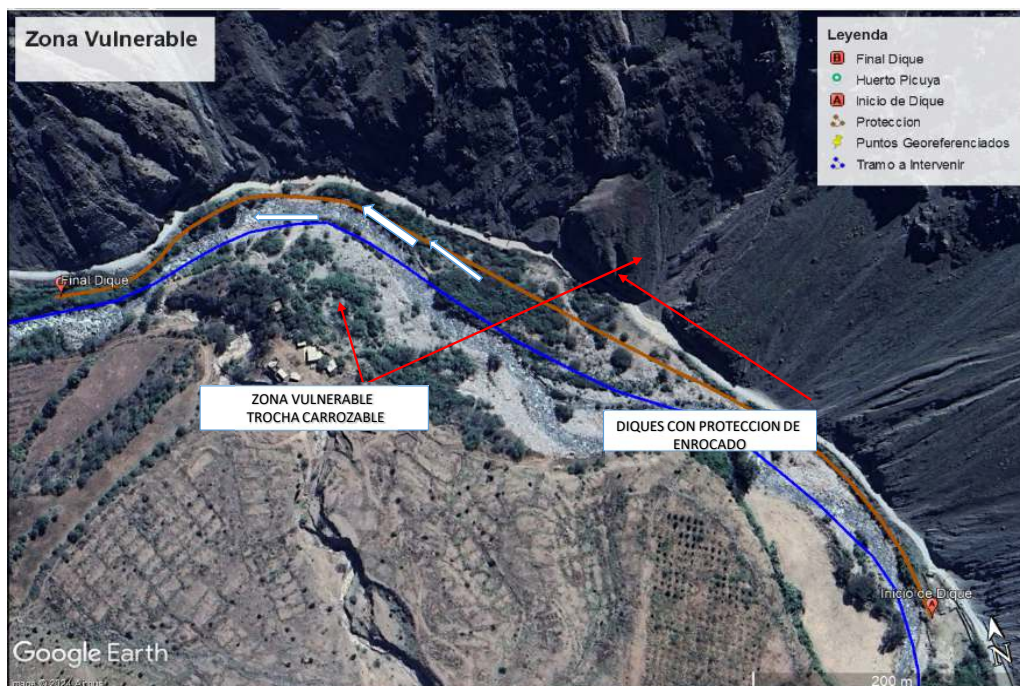 Zona Vulnerable
Leyenda
B Final Dique
Huerto Picuya
A Inicio de Dique
Proteccion
Puntos Georeferenciados
Tramo a Intervenir
Final Dique
ZONA VULNERABLE
TROCHA CARROZABLE
DIQUES CON PROTECCION DE
ENROCADO
Inicio de Dique
A
N
Google Earth
200 m